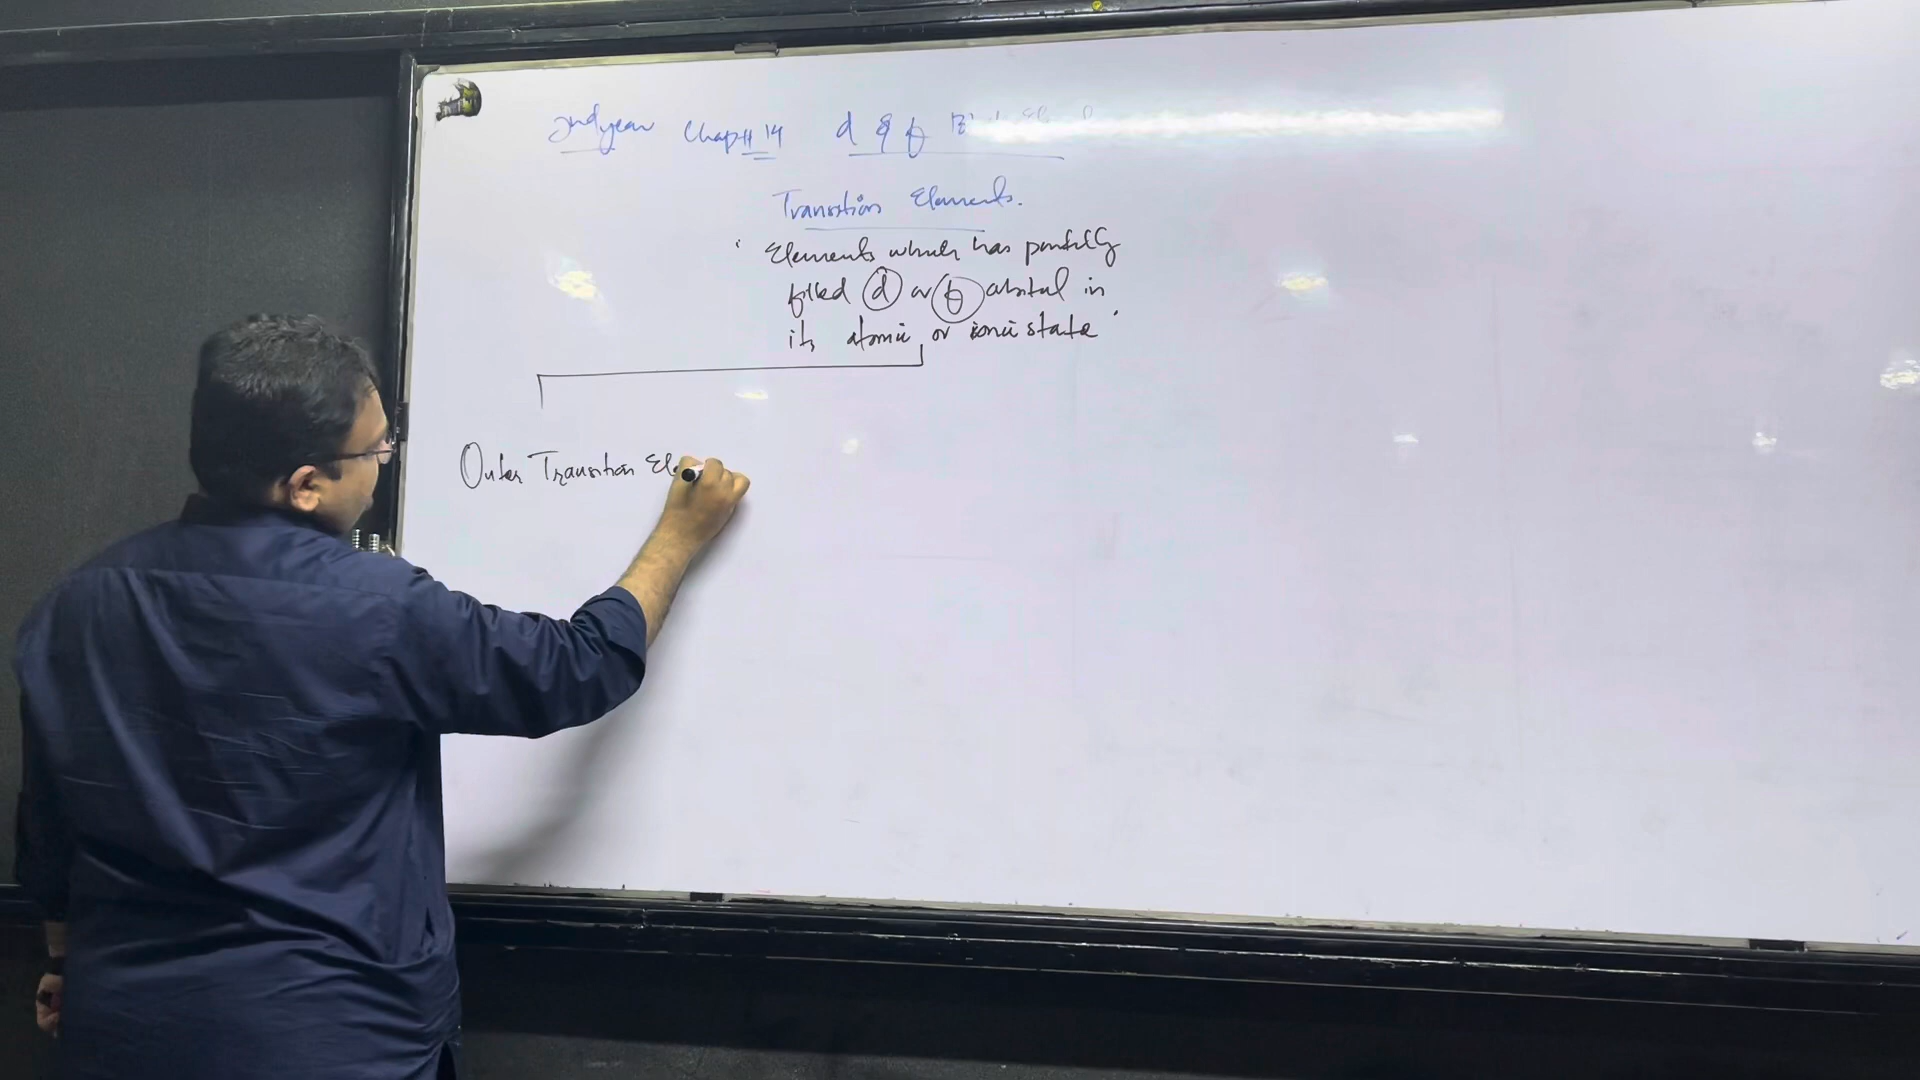 2nd year Chap# 14 d & f
Transition Elements.
"Elements which has partially
filled d or f orbital in
its atomic or ionic state"
Outer Transition Ele